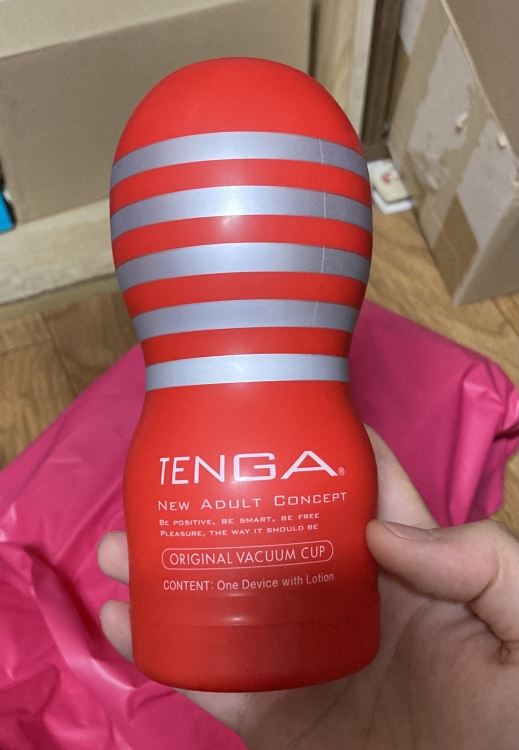 TENGA®
NEW ADULT CONCEPT
BE POSITIVE, BE SMART, BE FREE
PLEASURE, THE WAY IT SHOULD BE
ORIGINAL VACUUM CUP
CONTENT: One Device with Lotion